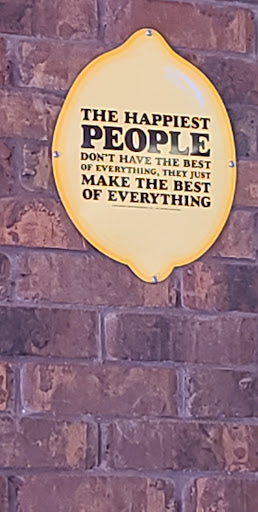 THE HAPPIEST
PEOPLE
DON'T HAVE THE BEST
OF EVERYTHING, THEY JUST
MAKE THE BEST
OF EVERYTHING